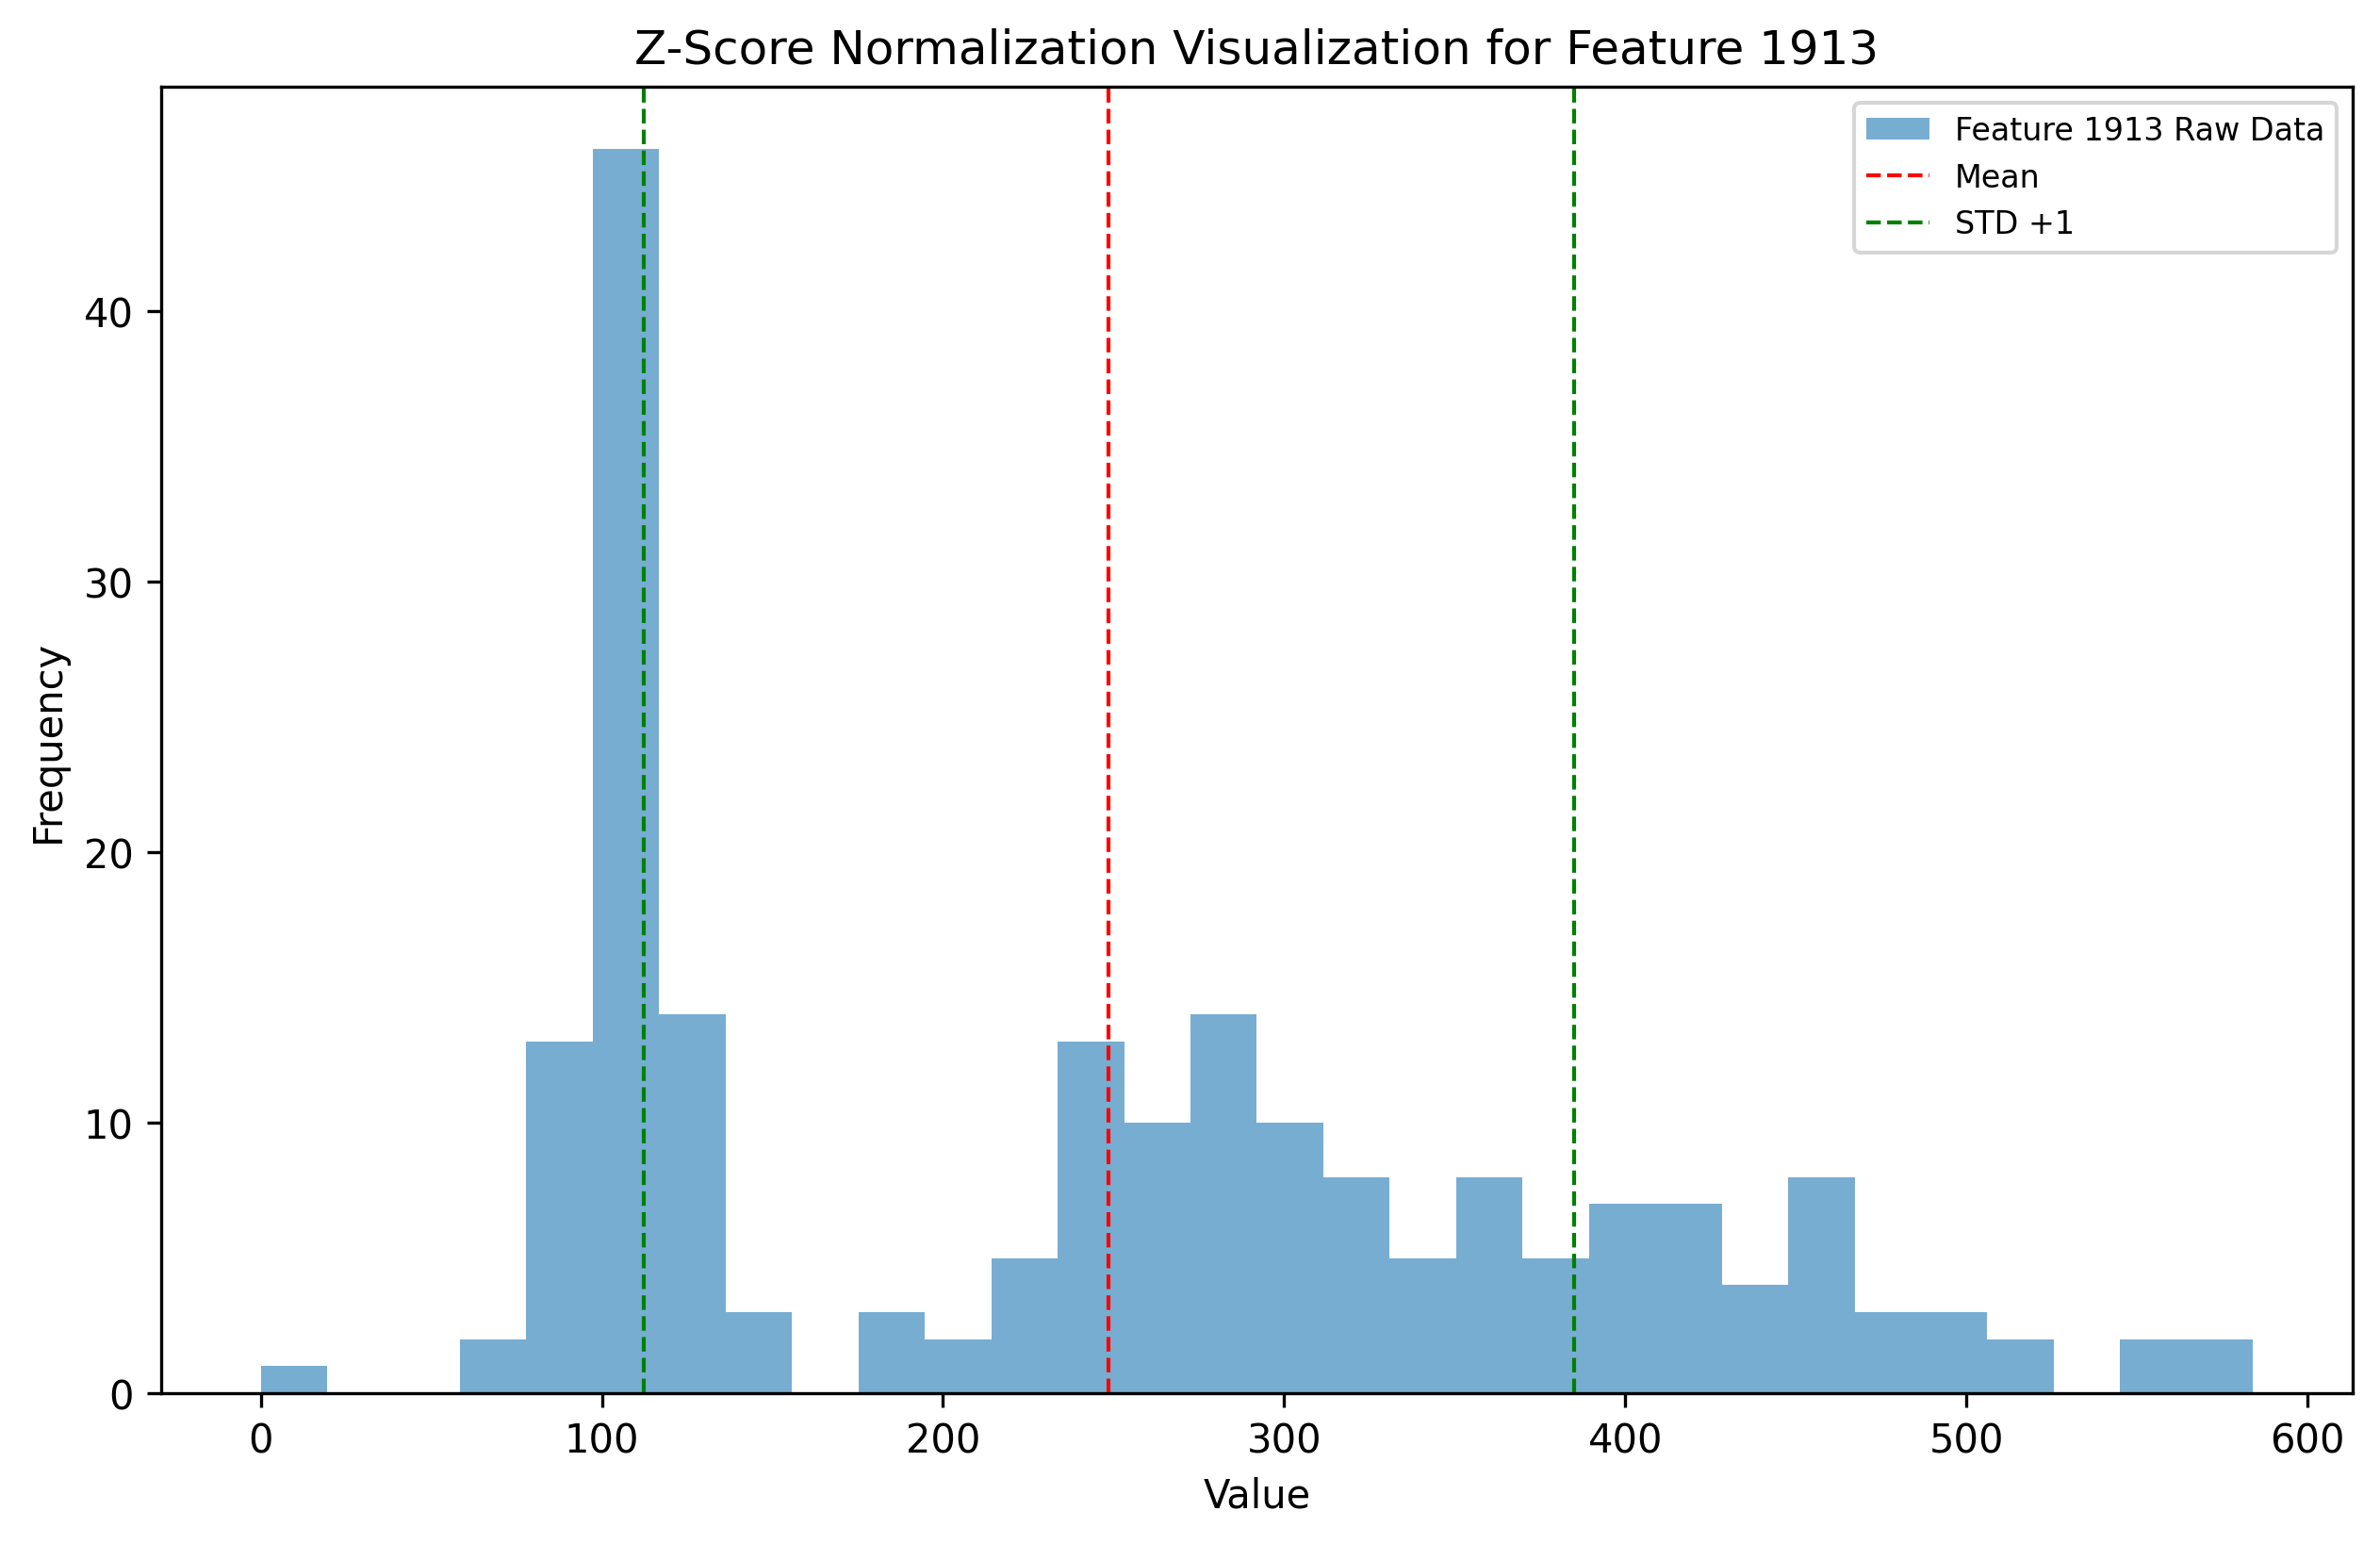 Z-Score Normalization Visualization for Feature 1913
Feature 1913 Raw Data
Mean
STD +1
40
30
20
10
0
Frequency
0 100 200 300 400 500 600
Value